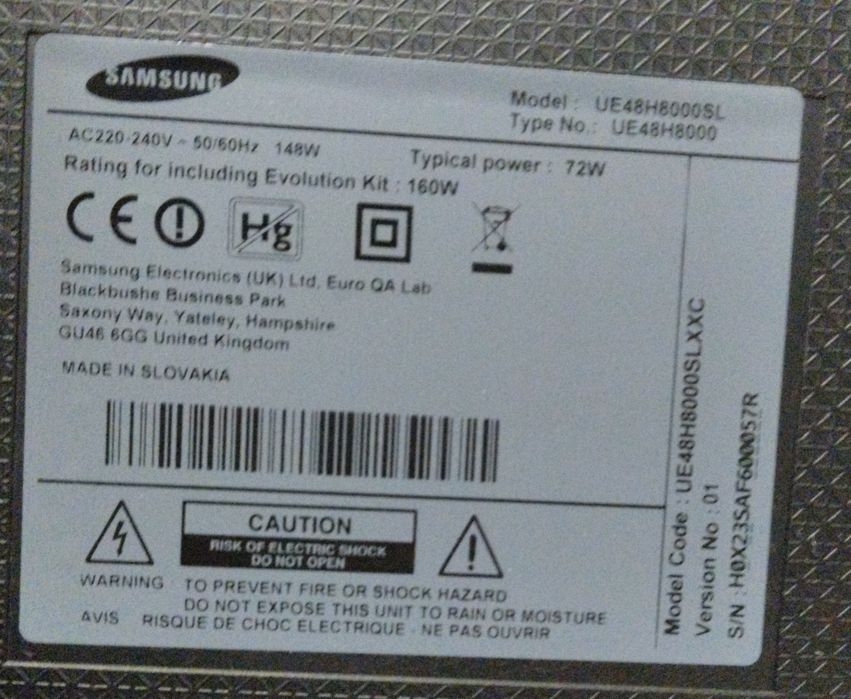 SAMSUNG
Model : UE48H8000SL
Type No.: UE48H8000
AC220-240V ~ 50/60Hz 148W
Typical power : 72W
Rating for including Evolution Kit : 160W
CE
Hg
Samsung Electronics (UK) Ltd, Euro QA Lab
Blackbushe Business Park
Saxony Way, Yateley, Hampshire
GU46 6GG United Kingdom
MADE IN SLOVAKIA
CAUTION
RISK OF ELECTRIC SHOCK
DO NOT OPEN
WARNING TO PREVENT FIRE OR SHOCK HAZARD
DO NOT EXPOSE THIS UNIT TO RAIN OR MOISTURE
AVIS RISQUE DE CHOC ELECTRIQUE - NE PAS OUVRIR
Model Code : UE48H8000SLXXC
Version No : 01
S/N : H0X23SAF600057R